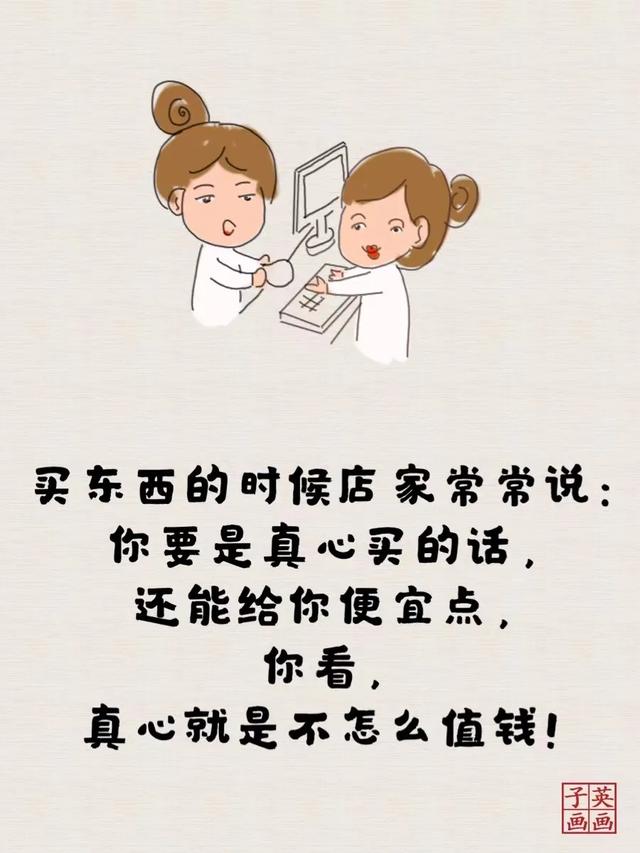 买东西的时候店家常常说：
你要是真心买的话，
还能给你便宜点，
你看，
真心就是不怎么值钱！
子英
画画